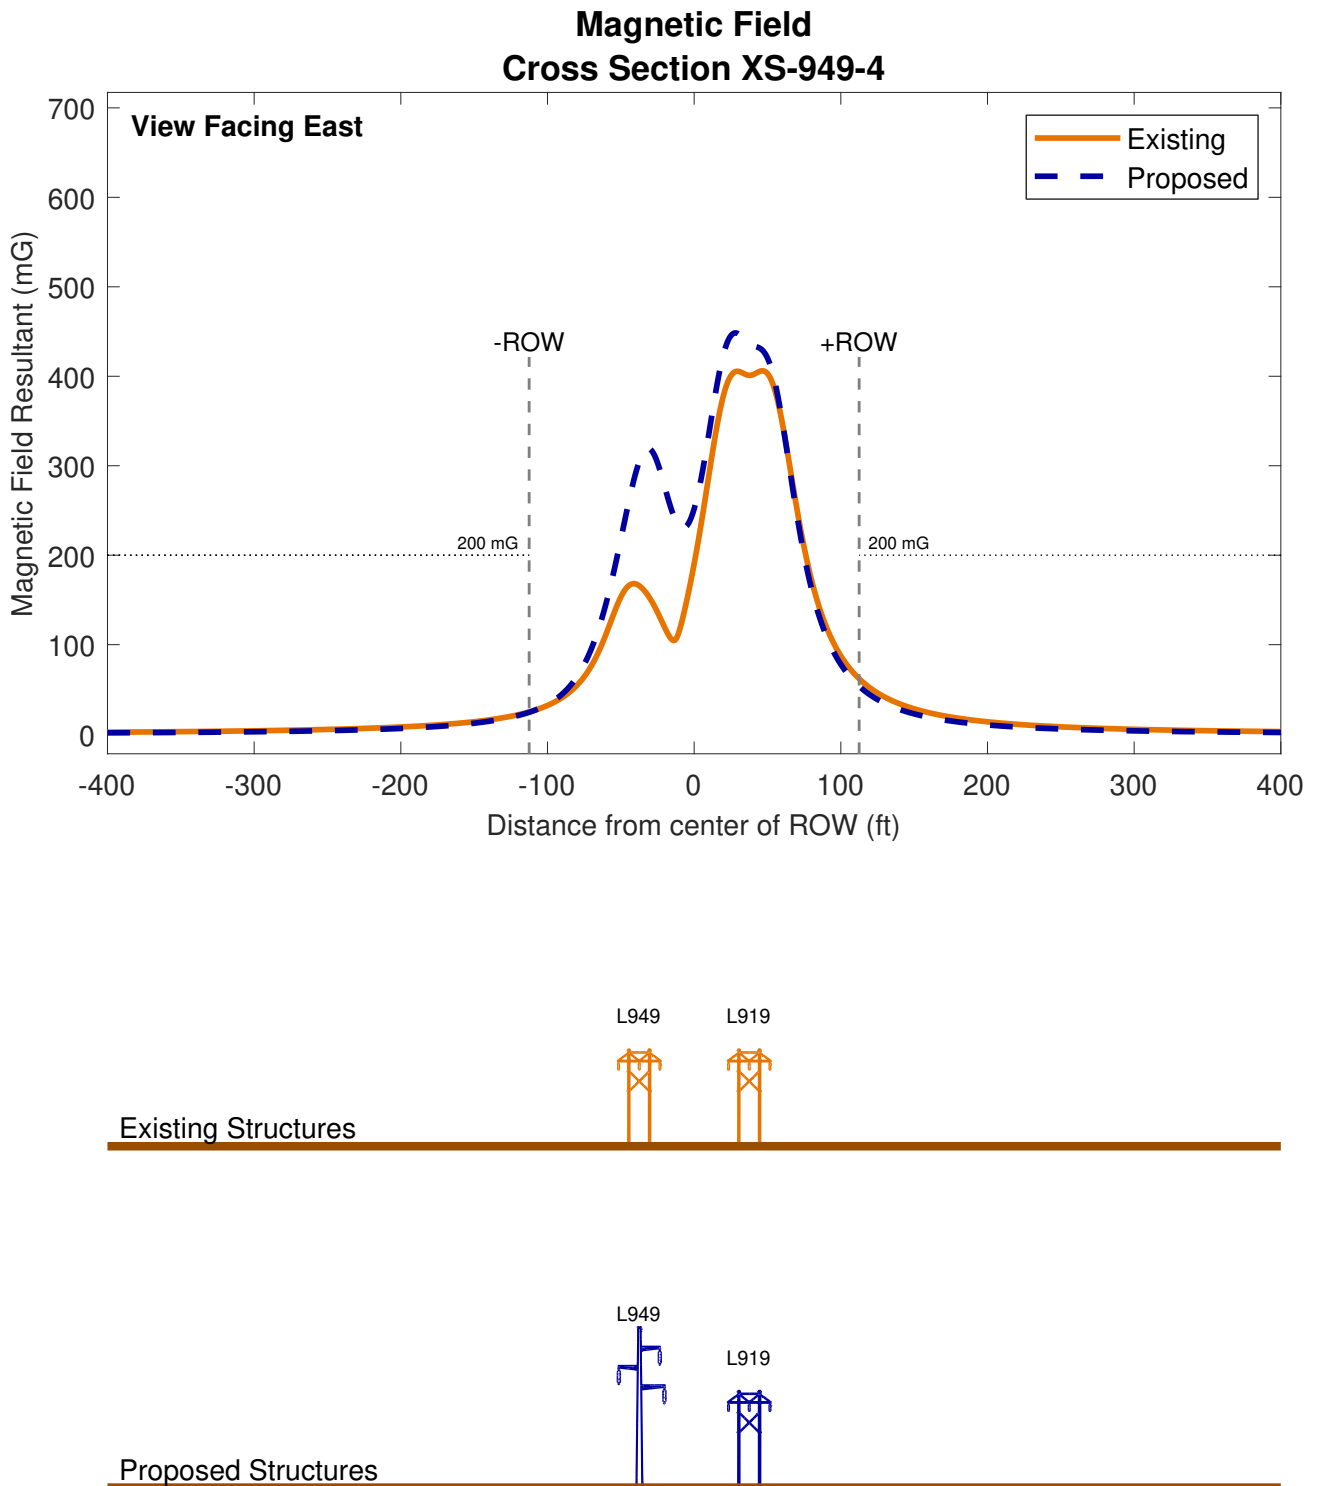 Magnetic Field
Cross Section XS-949-4
View Facing East
Existing
Proposed
Magnetic Field Resultant (mG)
700
600
500
400
300
200
100
0
-ROW
+ROW
200 mG
200 mG
-400
-300
-200
-100
0
100
200
300
400
Distance from center of ROW (ft)
L949
L919
Existing Structures
L949
L919
Proposed Structures